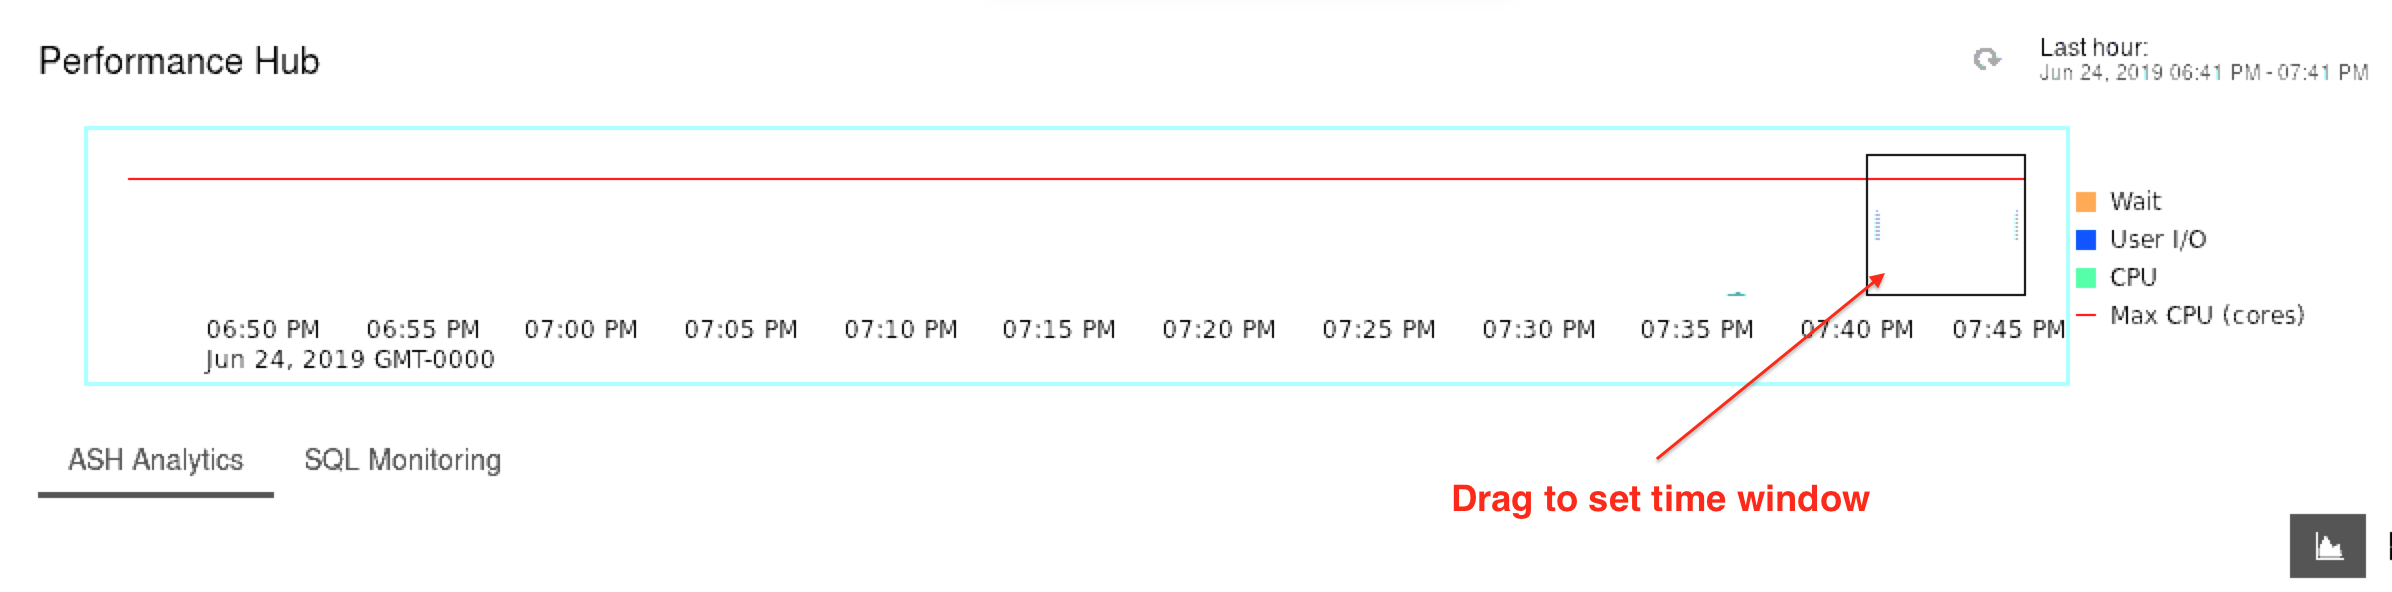 Performance Hub
Last hour:
Jun 24, 2019 06:41 PM - 07:41 PM
Wait
User I/O
CPU
Max CPU (cores)
06:50 PM 06:55 PM 07:00 PM 07:05 PM 07:10 PM 07:15 PM 07:20 PM 07:25 PM 07:30 PM 07:35 PM 07:40 PM 07:45 PM
Jun 24, 2019 GMT-0000
ASH Analytics SQL Monitoring
Drag to set time window